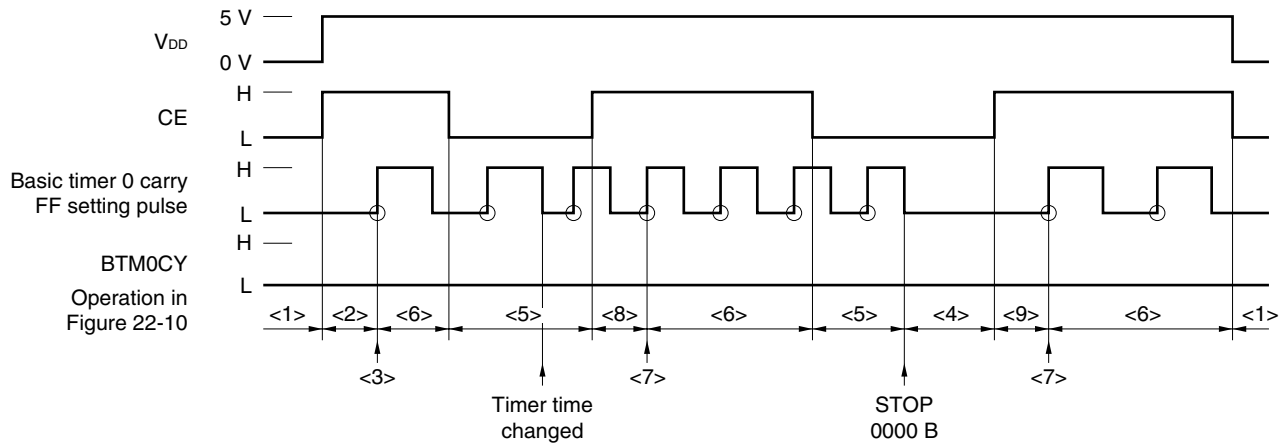 5 V
VDD
0 V
H
CE
L
H
Basic timer 0 carry
FF setting pulse
L
H
BTM0CY
L
Operation in
Figure 22-10
<1> <2> <6> <5> <8> <6> <5> <4> <9> <6> <1>
<3> <7> <7>
Timer time
changed
STOP
0000 B